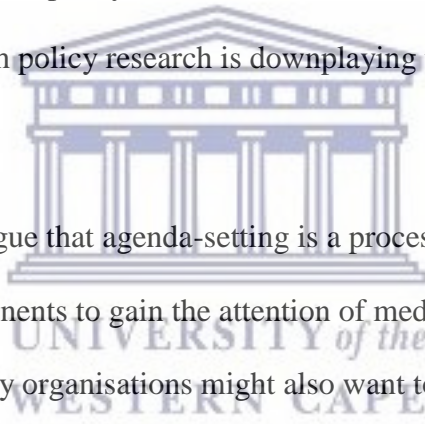 n policy research is downplaying
gue that agenda-setting is a process
nents to gain the attention of med
UNIVERSITY of the
y organisations might also want to
WESTERN CAPE